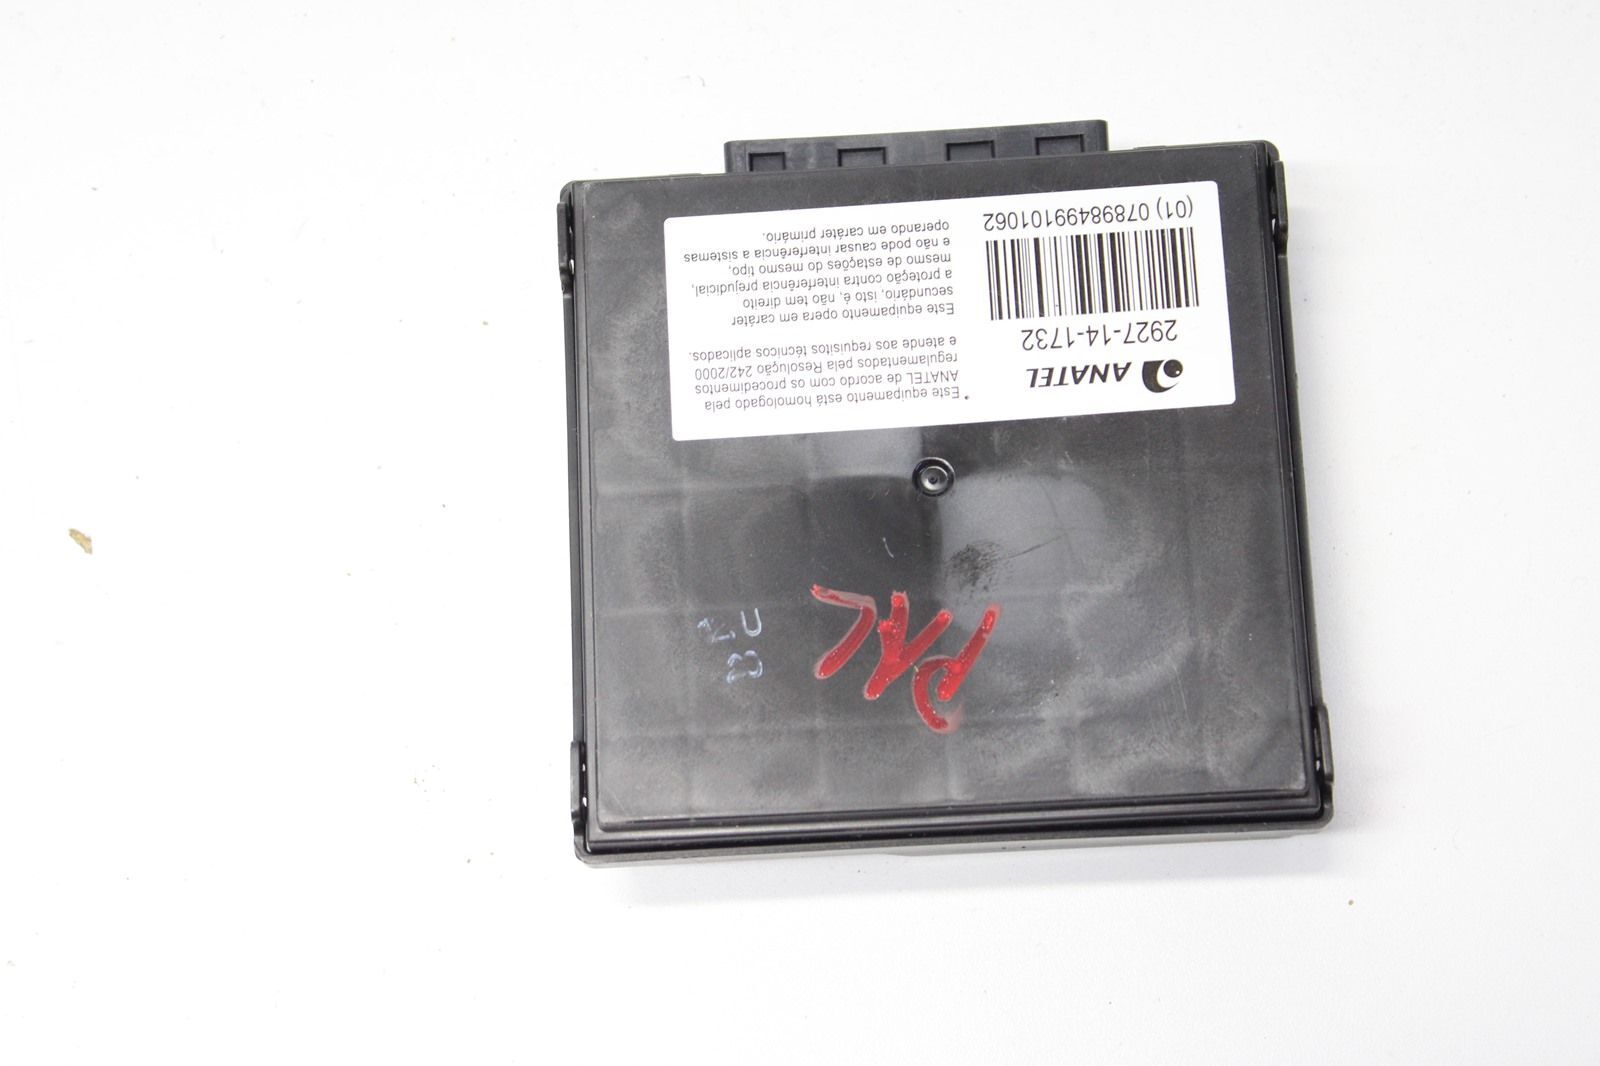 ANATEL
2927-14-1732
(01) 07898499101062
* Este equipamento está homologado pela
ANATEL de acordo com os procedimentos
regulamentados pela Resolução 242/2000
e atende aos requisitos técnicos aplicados.
Este equipamento opera em caráter
secundário, isto é, não tem direito
a proteção contra interferência prejudicial,
mesmo de estações do mesmo tipo,
e não pode causar interferência a sistemas
operando em caráter primário.